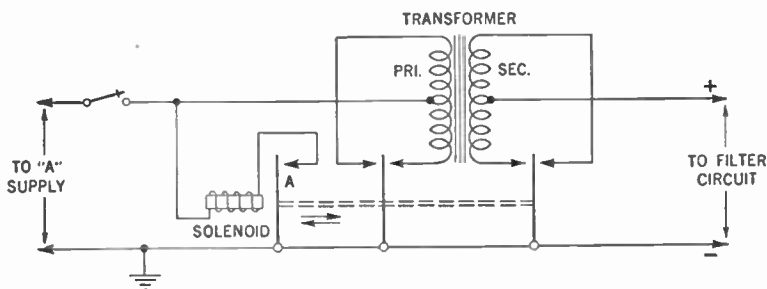 TRANSFORMER
PRI.
SEC.
+
TO "A"
SUPPLY
A
TO FILTER
CIRCUIT
SOLENOID
–